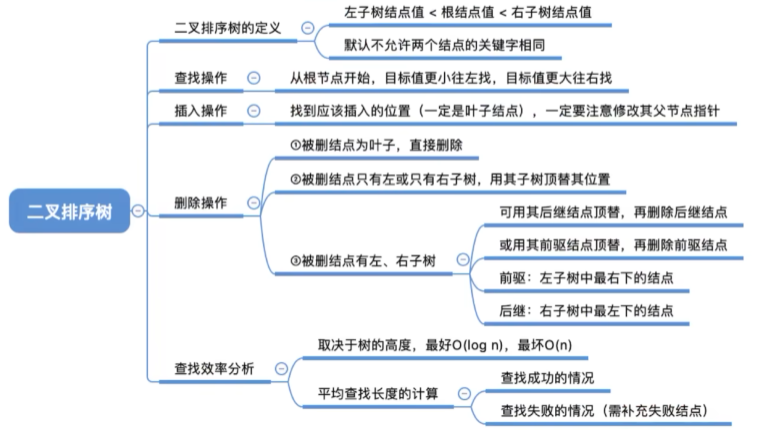 二叉排序树
二叉排序树的定义
左子树结点值 < 根结点值 < 右子树结点值
默认不允许两个结点的关键字相同
查找操作
从根节点开始，目标值更小往左找，目标值更大往右找
插入操作
找到应该插入的位置（一定是叶子结点），一定要注意修改其父节点指针
删除操作
①被删结点为叶子，直接删除
②被删结点只有左或只有右子树，用其子树顶替其位置
③被删结点有左、右子树
可用其后继结点顶替，再删除后继结点
或用其前驱结点顶替，再删除前驱结点
前驱：左子树中最右下的结点
后继：右子树中最左下的结点
查找效率分析
取决于树的高度，最好O(log n)，最坏O(n)
平均查找长度的计算
查找成功的情况
查找失败的情况（需补充失败结点）